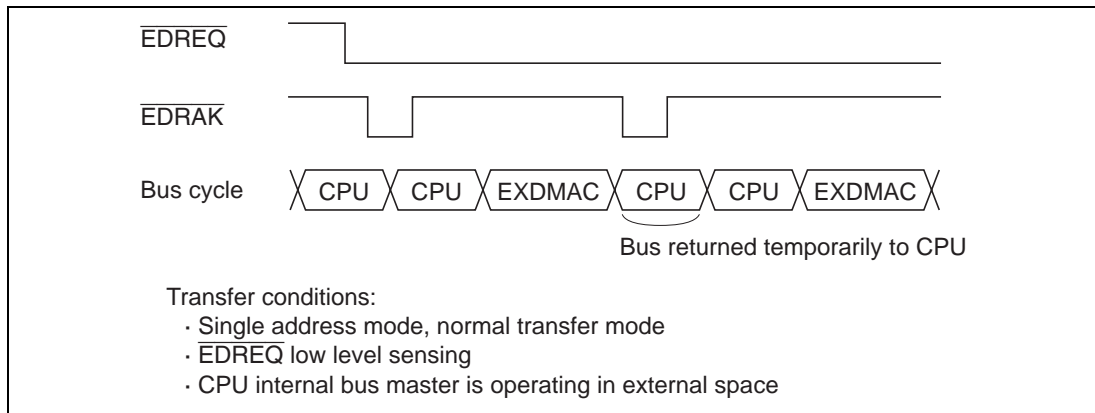 EDREQ
EDRAK
Bus cycle CPU CPU EXDMAC CPU CPU EXDMAC
Bus returned temporarily to CPU
Transfer conditions:
· Single address mode, normal transfer mode
· EDREQ low level sensing
· CPU internal bus master is operating in external space